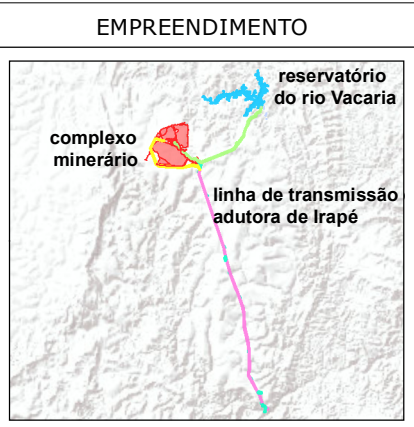 EMPREENDIMENTO
reservatório
do rio Vacaria
complexo
minerário
linha de transmissão
adutora de Irapé